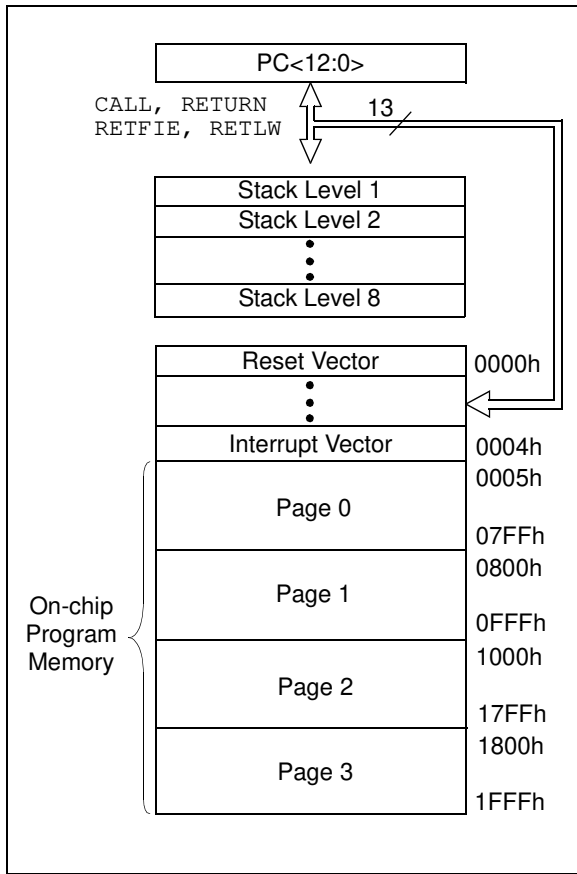 PC<12:0>
CALL, RETURN
RETFIE, RETLW
13
Stack Level 1
Stack Level 2
Stack Level 8
Reset Vector
0000h
Interrupt Vector
0004h
0005h
Page 0
07FFh
0800h
Page 1
0FFFh
On-chip
Program
Memory
1000h
Page 2
17FFh
1800h
Page 3
1FFFh